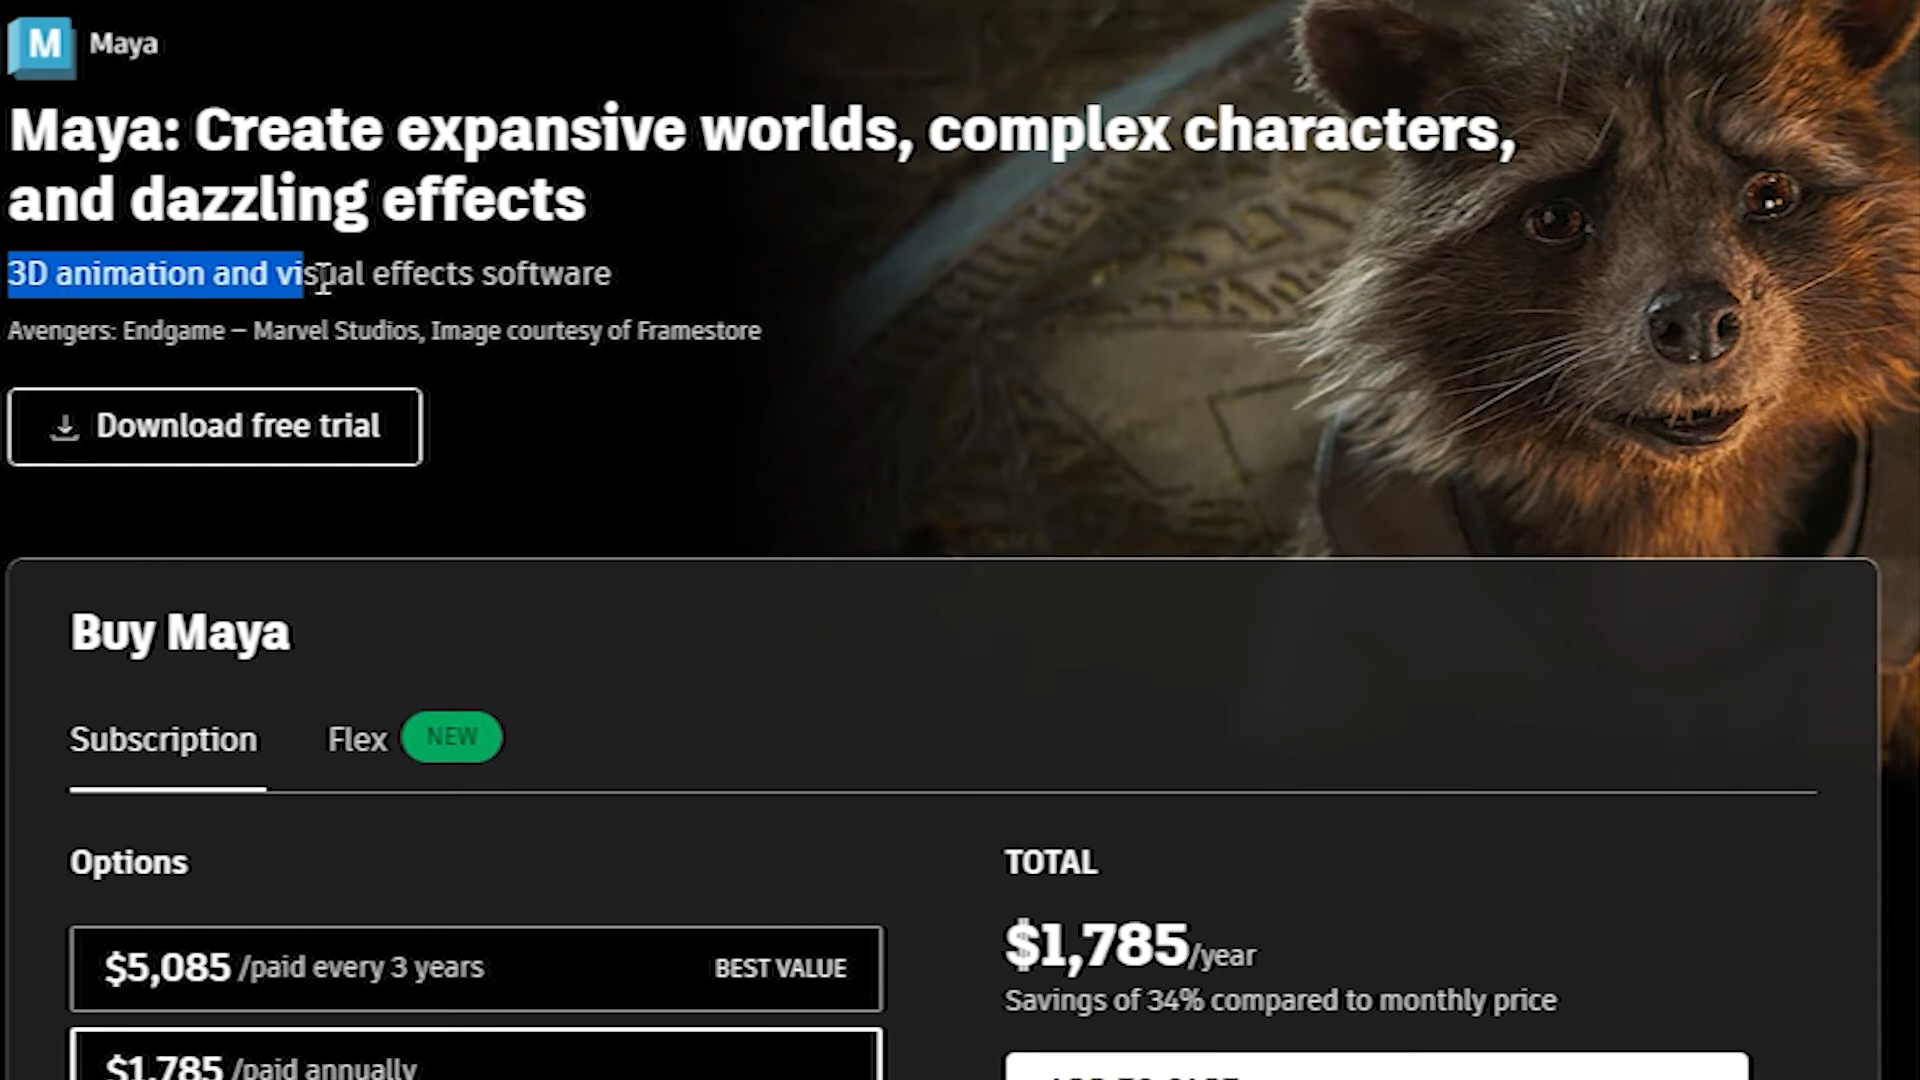 M Maya
Maya: Create expansive worlds, complex characters,
and dazzling effects
3D animation and visual effects software
Avengers: Endgame – Marvel Studios, Image courtesy of Framestore
Download free trial
Buy Maya
Subscription Flex NEW
Options
$5,085 /paid every 3 years BEST VALUE
$1,785 /paid annually
TOTAL
$1,785/year
Savings of 34% compared to monthly price